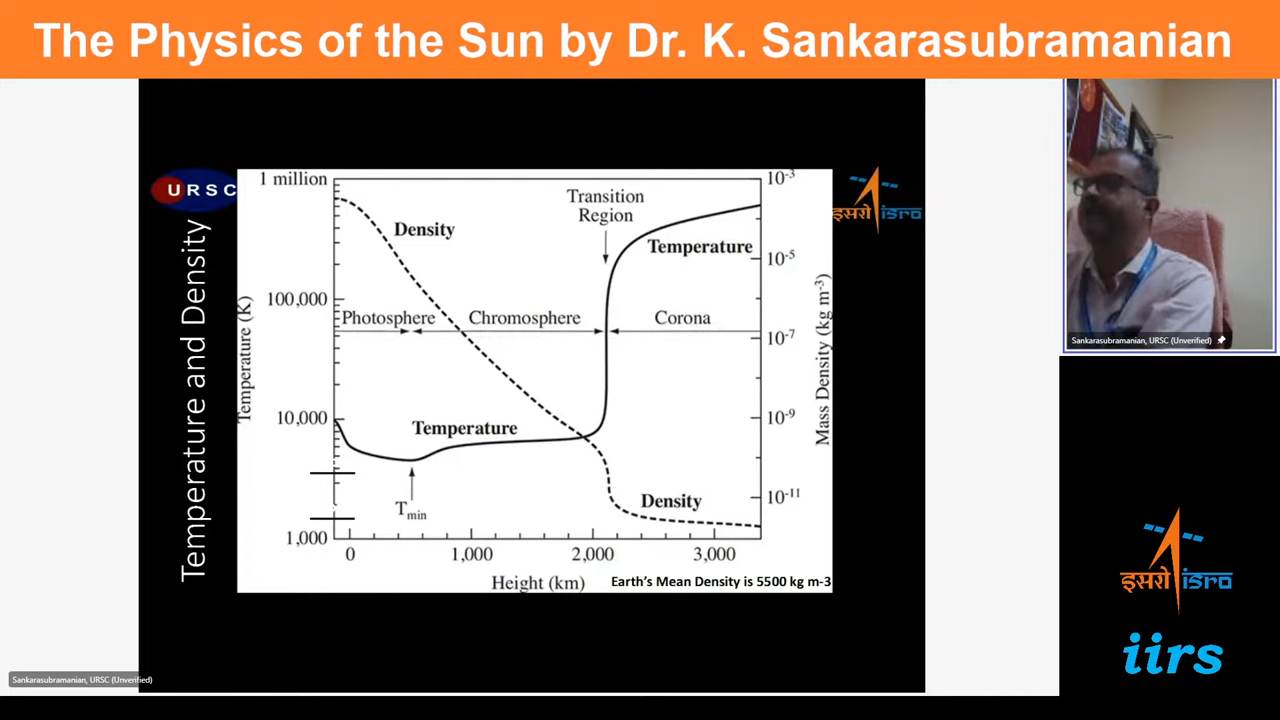 The Physics of the Sun by Dr. K. Sankarasubramanian
URSC
Temperature and Density
इसरो isro
1 million
100,000
10,000
1,000
Temperature (K)
Density
Transition
Region
Temperature
Photosphere
Chromosphere
Corona
Temperature
T min
Density
10-3
10-5
10-7
10-9
10-11
Mass Density (kg m-3)
0
1,000
2,000
3,000
Height (km)
Earth's Mean Density is 5500 kg m-3
Sankarasubramanian, URSC (Unverified)
Sankarasubramanian, URSC (Unverified)
इसरो isro
iirs